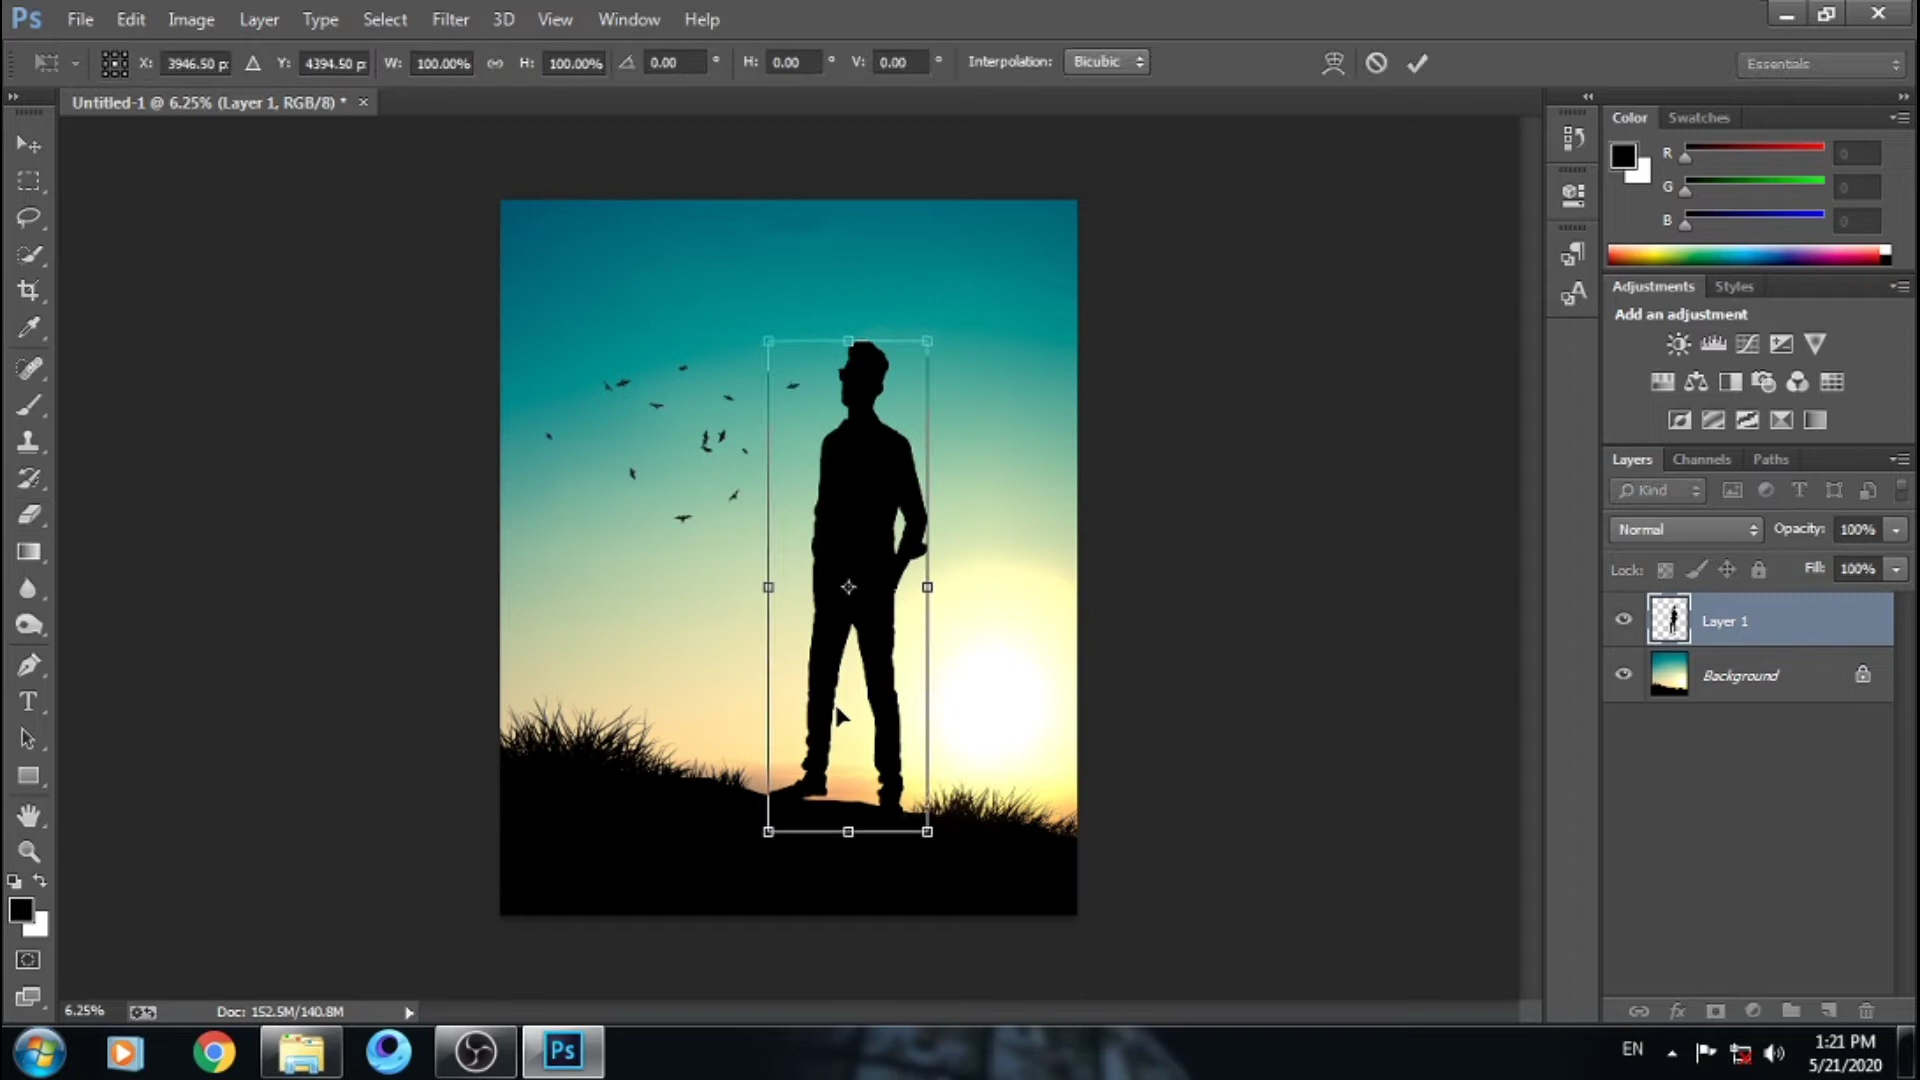 Ps File Edit Image Layer Type Select Filter 3D View Window Help
X: 3946.50 p Y: 4394.50 p W: 100.00% H: 100.00% 0.00 ° H: 0.00 ° V: 0.00 ° Interpolation: Bicubic Essentials
Untitled-1 @ 6.25% (Layer 1, RGB/8) * ×
Color Swatches
R 0
G 0
B 0
Adjustments Styles
Add an adjustment
Layers Channels Paths
Kind
Normal Opacity: 100%
Lock: Fill: 100%
Layer 1
Background
6.25% Doc: 152.5M/140.8M
Ps EN 1:21 PM
5/21/2020